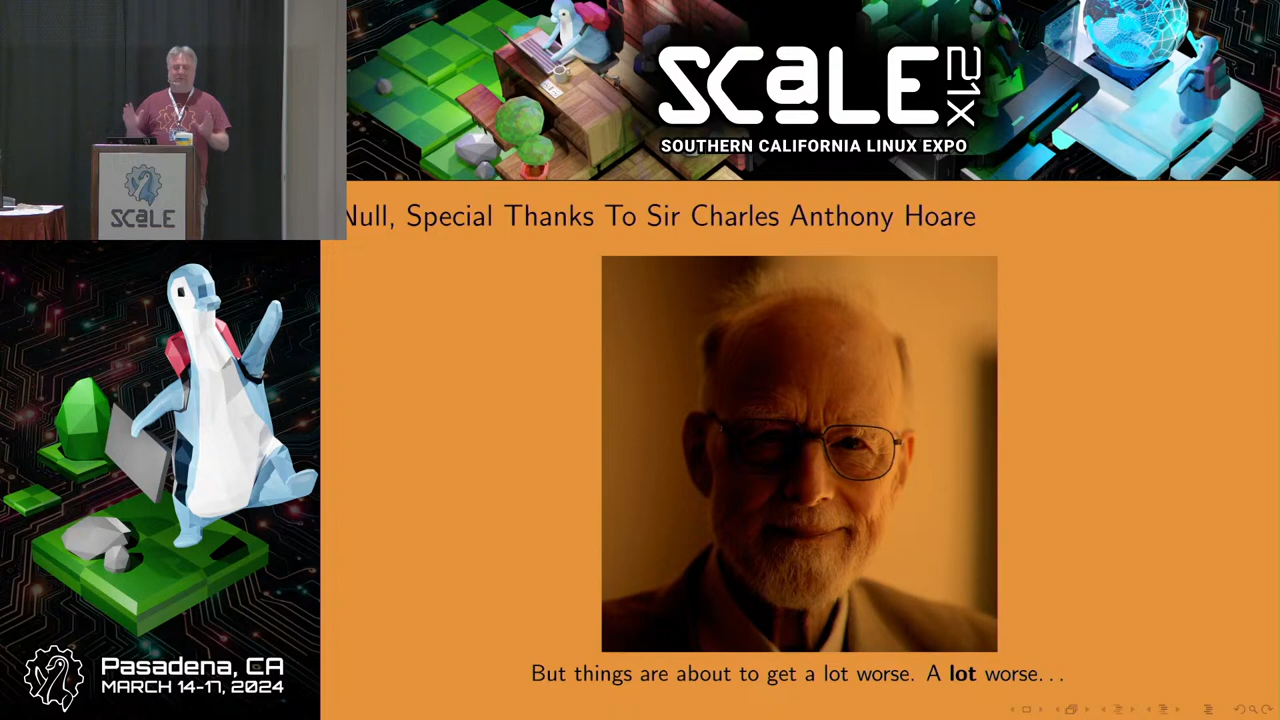 SCALE
21X
SOUTHERN CALIFORNIA LINUX EXPO
SCALE
Null, Special Thanks To Sir Charles Anthony Hoare
But things are about to get a lot worse. A lot worse...
Pasadena, CA
MARCH 14-17, 2024